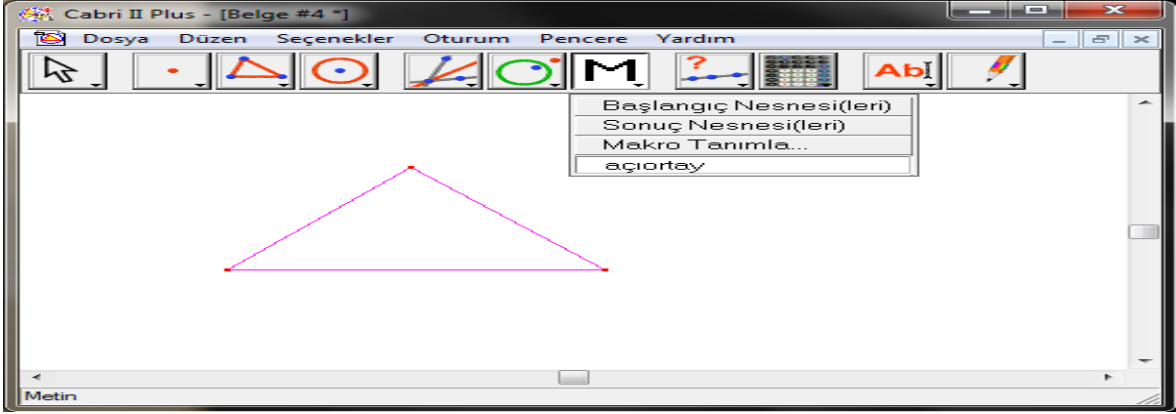 Cabri II Plus - [Belge #4 *]
Dosya Düzen Seçenekler Oturum Pencere Yardım
M ? Ab
Başlangıç Nesnesi(leri)
Sonuç Nesnesi(leri)
Makro Tanımla...
açıortay
Metin